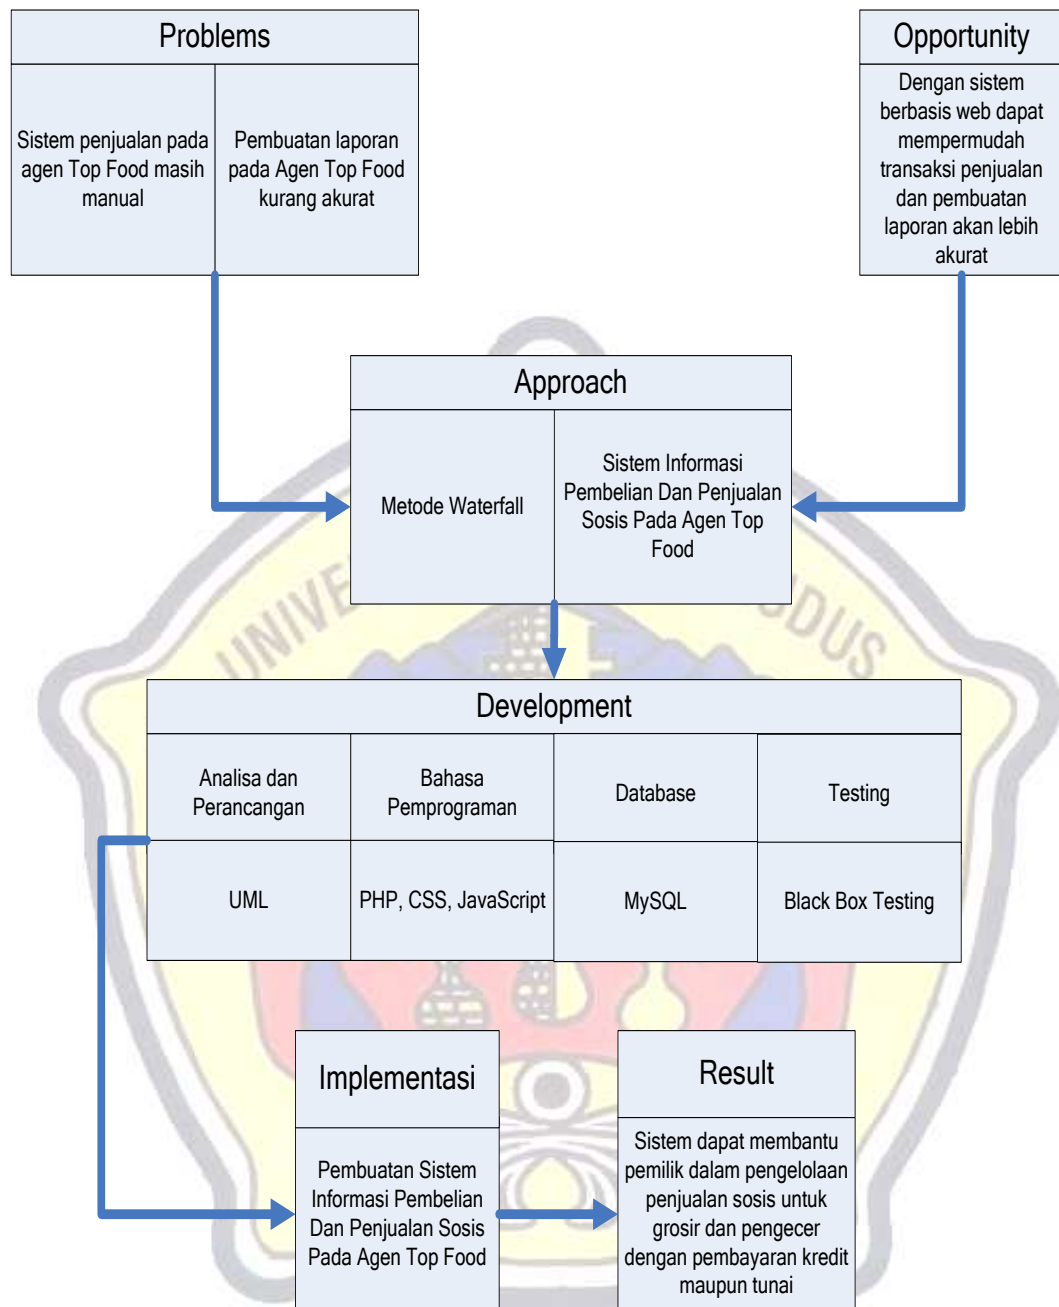 Problems
Sistem penjualan pada
agen Top Food masih
manual
Pembuatan laporan
pada Agen Top Food
kurang akurat
Opportunity
Dengan sistem
berbasis web dapat
mempermudah
transaksi penjualan
dan pembuatan
laporan akan lebih
akurat
Approach
Metode Waterfall
Sistem Informasi
Pembelian Dan Penjualan
Sosis Pada Agen Top
Food
Development
Analisa dan
Perancangan
Bahasa
Pemprograman
Database
Testing
UML
PHP, CSS, JavaScript
MySQL
Black Box Testing
Implementasi
Pembuatan Sistem
Informasi Pembelian
Dan Penjualan Sosis
Pada Agen Top Food
Result
Sistem dapat membantu
pemilik dalam pengelolaan
penjualan sosis untuk
grosir dan pengecer
dengan pembayaran kredit
maupun tunai